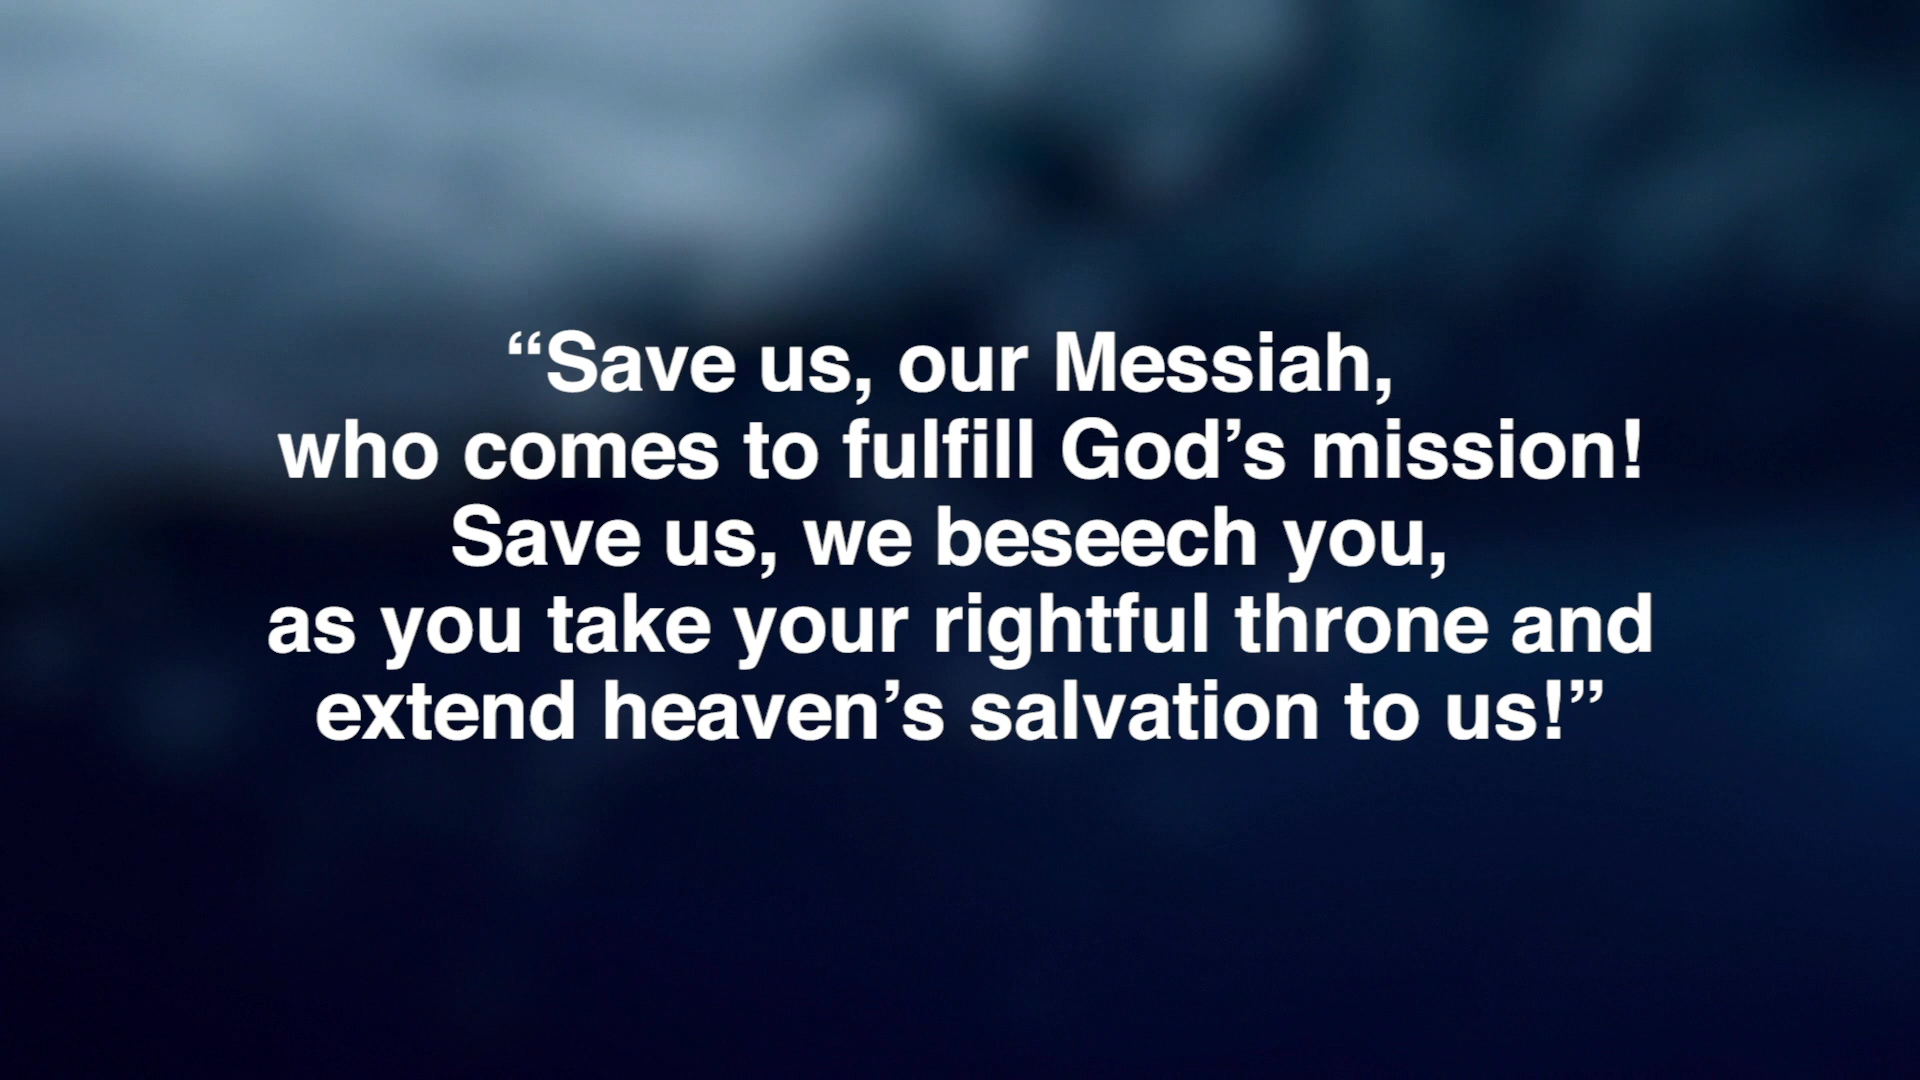 “Save us, our Messiah,
who comes to fulfill God’s mission!
Save us, we beseech you,
as you take your rightful throne and
extend heaven’s salvation to us!”